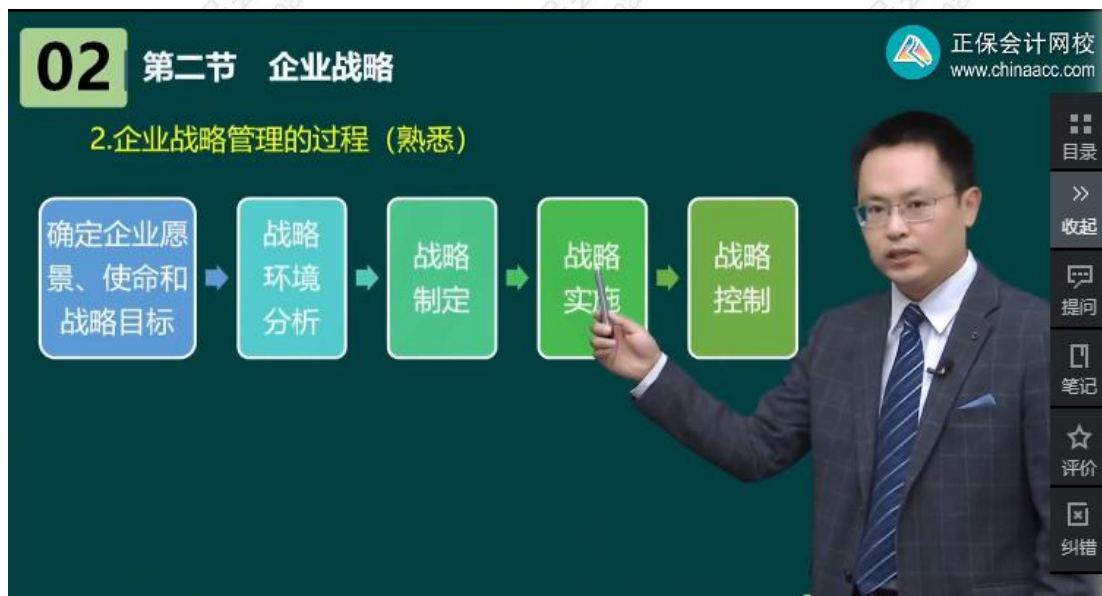 02 第二节 企业战略
正保会计网校
www.chinaacc.com
2.企业战略管理的过程（熟悉）
确定企业愿
景、使命和
战略目标
战略
环境
分析
战略
制定
战略
实施
战略
控制
目录
收起
提问
笔记
评价
纠错